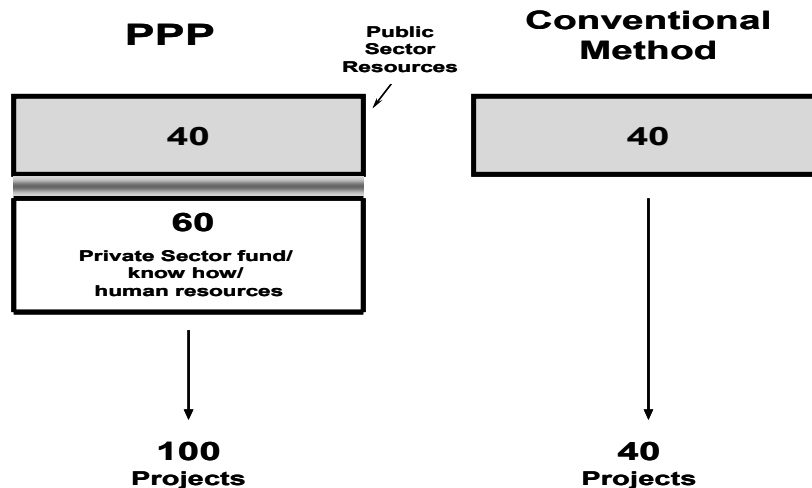 PPP
Public
Sector
Resources
Conventional
Method
40
40
60
Private Sector fund/
know how/
human resources
100
Projects
40
Projects